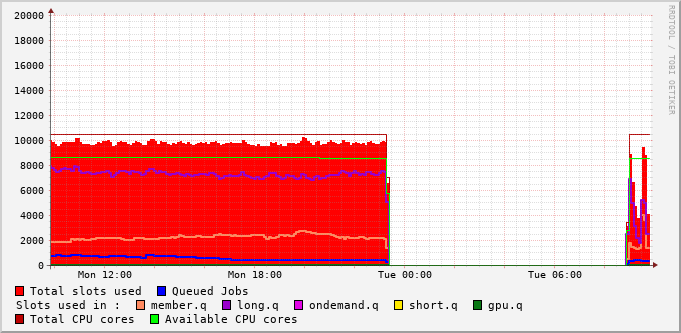 20000
18000
16000
14000
12000
10000
8000
6000
4000
2000
0
Mon 12:00 Mon 18:00 Tue 00:00 Tue 06:00
RRDTOOL / TOBI OETIKER
Total slots used Queued Jobs
Slots used in : member.q long.q ondemand.q short.q gpu.q
Total CPU cores Available CPU cores